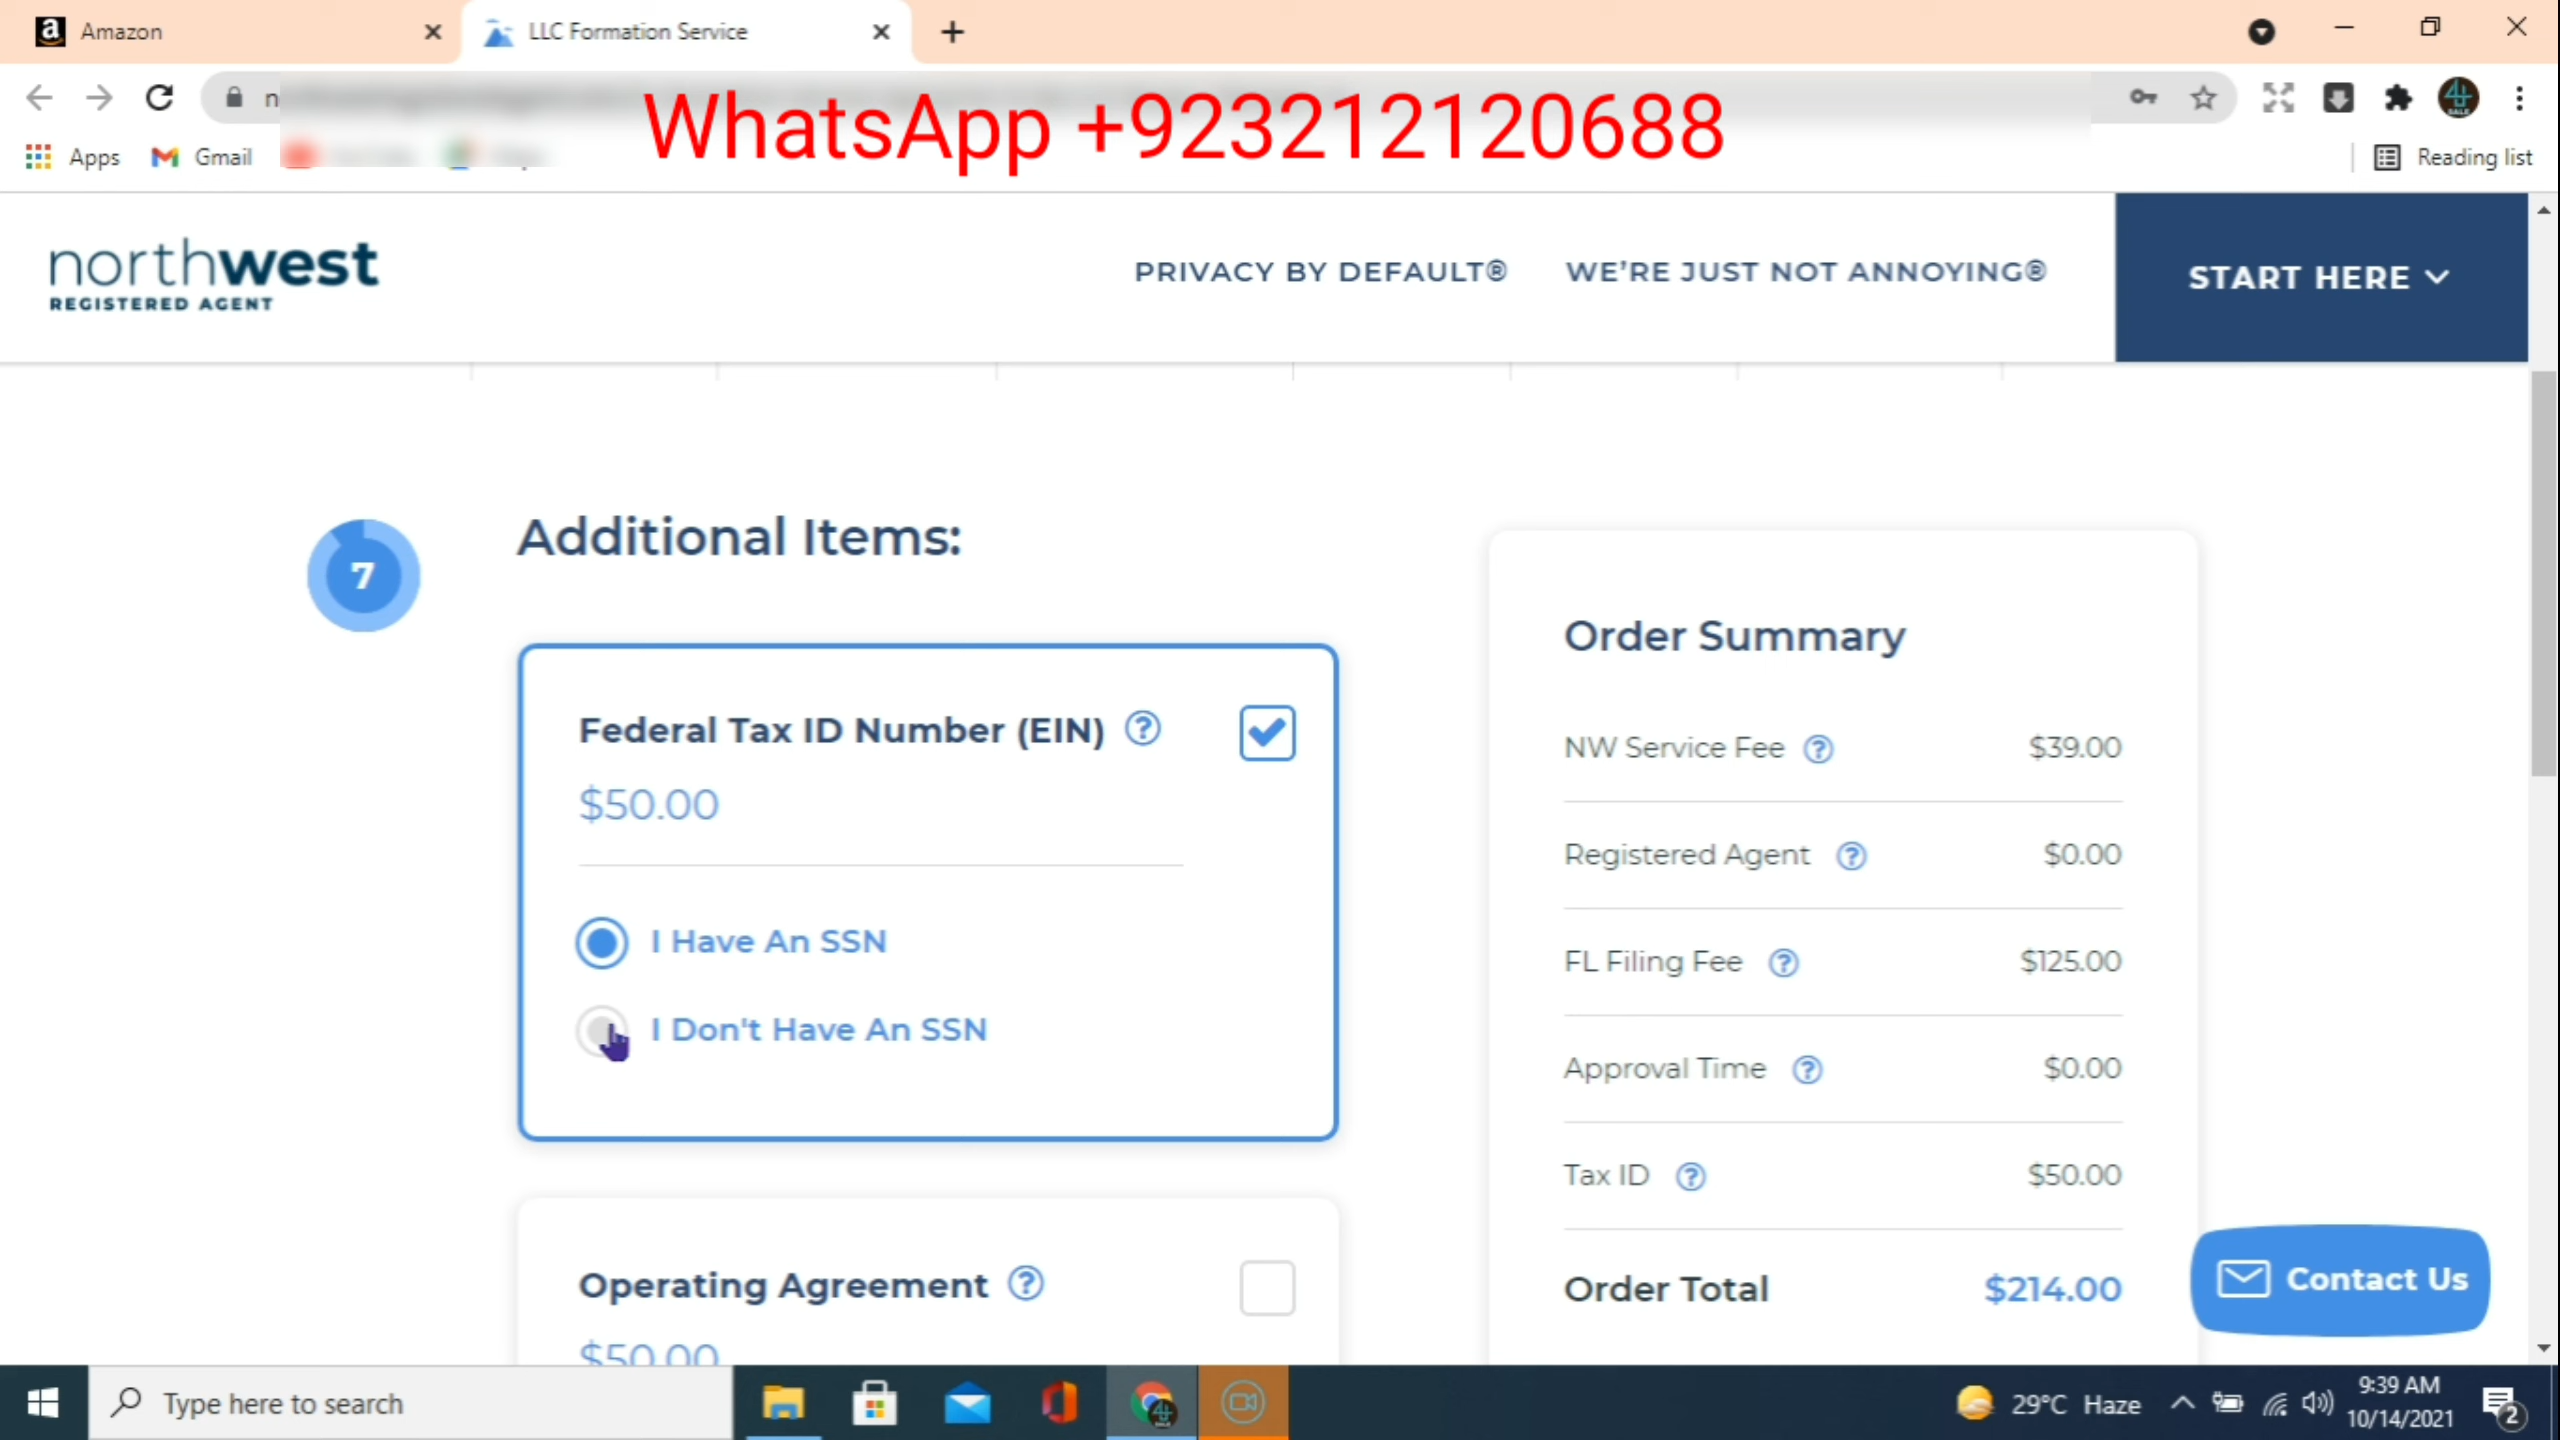 Amazon
LLC Formation Service
WhatsApp +923212120688
Apps
Gmail
Reading list
northwest
REGISTERED AGENT
PRIVACY BY DEFAULT®
WE'RE JUST NOT ANNOYING®
START HERE
7
Additional Items:
Federal Tax ID Number (EIN) ?
$50.00
I Have An SSN
I Don't Have An SSN
Operating Agreement ?
$50.00
Order Summary
NW Service Fee ? $39.00
Registered Agent ? $0.00
FL Filing Fee ? $125.00
Approval Time ? $0.00
Tax ID ? $50.00
Order Total $214.00
Contact Us
Type here to search
29°C Haze
9:39 AM
10/14/2021
2